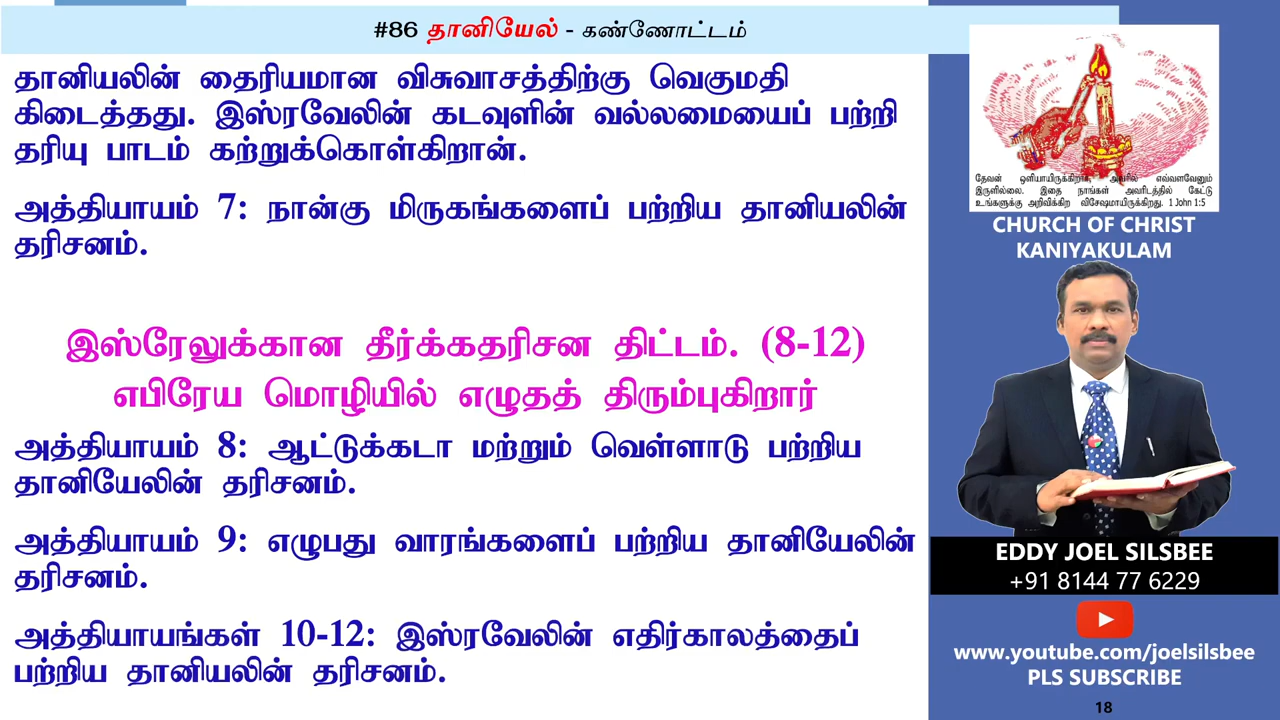 #86 தானியேல் - கண்ணோட்டம்
தானியலின் தைரியமான விசுவாசத்திற்கு வெகுமதி
கிடைத்தது. இஸ்ரவேலின் கடவுளின் வல்லமையைப் பற்றி
தரியு பாடம் கற்றுக்கொள்கிறான்.
அத்தியாயம் 7: நான்கு மிருகங்களைப் பற்றிய தானியலின்
தரிசனம்.
இஸ்ரேலுக்கான தீர்க்கதரிசன திட்டம். (8-12)
எபிரேய மொழியில் எழுதத் திரும்புகிறார்
அத்தியாயம் 8: ஆட்டுக்கடா மற்றும் வெள்ளாடு பற்றிய
தானியேலின் தரிசனம்.
அத்தியாயம் 9: எழுபது வாரங்களைப் பற்றிய தானியேலின்
தரிசனம்.
அத்தியாயங்கள் 10-12: இஸ்ரவேலின் எதிர்காலத்தைப்
பற்றிய தானியலின் தரிசனம்.
தேவன் ஒளியாயிருக்கிறார், அவரில் எவ்வளவேனும்
இருளில்லை. இதை நாங்கள் அவரிடத்தில் கேட்டு
உங்களுக்கு அறிவிக்கிற விசேஷமாயிருக்கிறது. 1 John 1:5
CHURCH OF CHRIST
KANIYAKULAM
EDDY JOEL SILSBEE
+91 8144 77 6229
www.youtube.com/joelsilsbee
PLS SUBSCRIBE
18